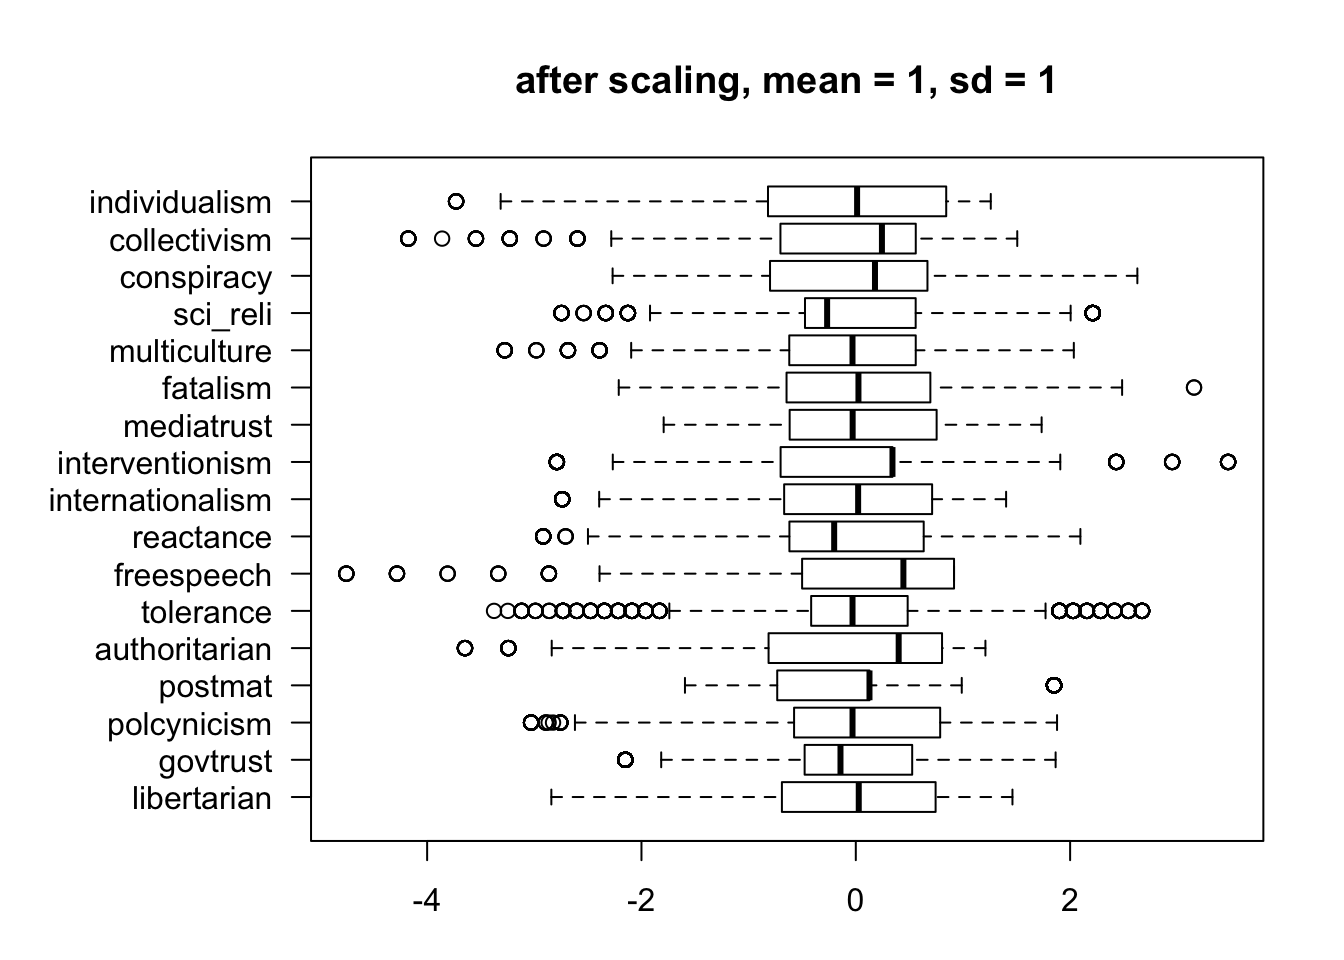 after scaling, mean = 1, sd = 1
individualism
collectivism
conspiracy
sci_reli
multiculture
fatalism
mediatrust
interventionism
internationalism
reactance
freespeech
tolerance
authoritarian
postmat
polcynicism
govtrust
libertarian
-4 -2 0 2